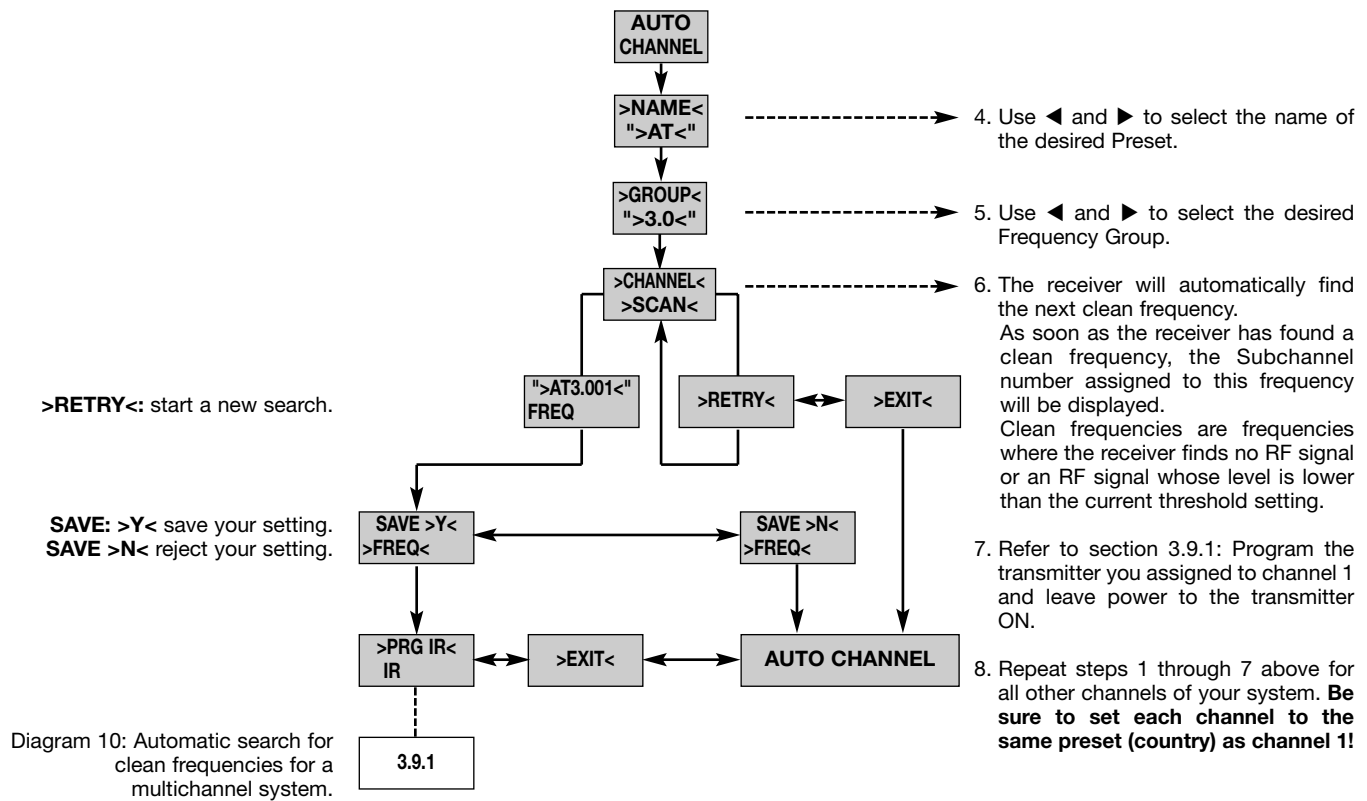 AUTO
CHANNEL
>NAME<
">AT<"
4. Use ◀ and ▶ to select the name of
the desired Preset.
>GROUP<
">3.0<"
5. Use ◀ and ▶ to select the desired
Frequency Group.
>CHANNEL<
>SCAN<
6. The receiver will automatically find
the next clean frequency.
As soon as the receiver has found a
clean frequency, the Subchannel
number assigned to this frequency
will be displayed.
Clean frequencies are frequencies
where the receiver finds no RF signal
or an RF signal whose level is lower
than the current threshold setting.
>RETRY<: start a new search.
">AT3.001<"
FREQ
>RETRY<
>EXIT<
SAVE: >Y< save your setting.
SAVE >N< reject your setting.
SAVE >Y<
>FREQ<
SAVE >N<
>FREQ<
7. Refer to section 3.9.1: Program the
transmitter you assigned to channel 1
and leave power to the transmitter
ON.
>PRG IR<
IR
>EXIT<
AUTO CHANNEL
8. Repeat steps 1 through 7 above for
all other channels of your system. Be
sure to set each channel to the
same preset (country) as channel 1!
Diagram 10: Automatic search for
clean frequencies for a
multichannel system.
3.9.1